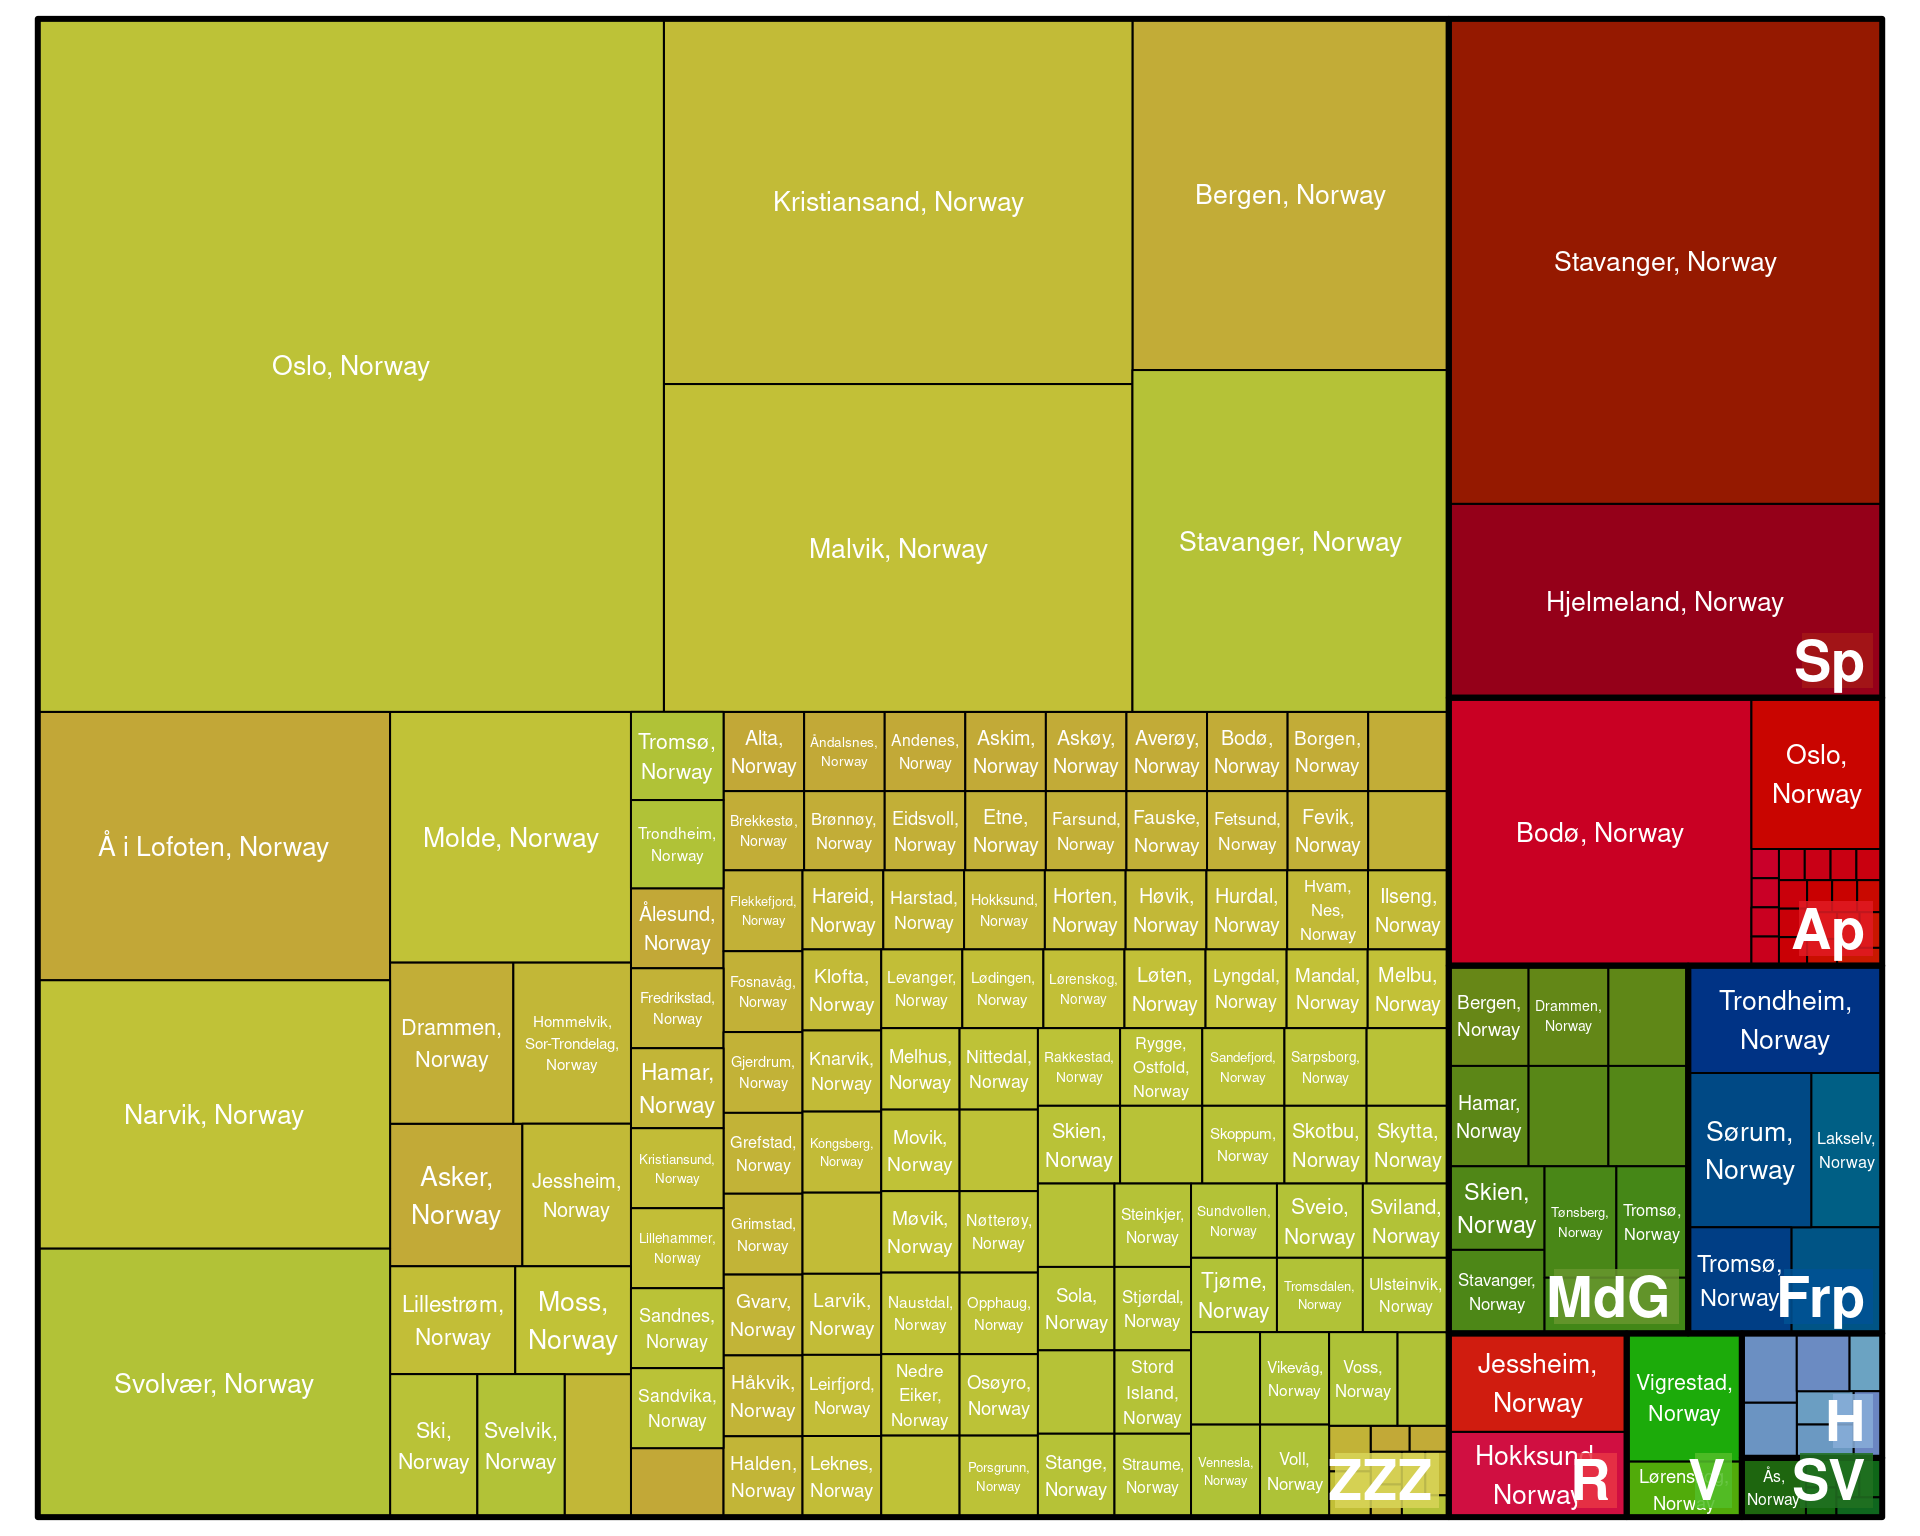 Oslo, Norway
Kristiansand, Norway
Bergen, Norway
Malvik, Norway
Stavanger, Norway
Å i Lofoten, Norway
Narvik, Norway
Svolvær, Norway
Molde, Norway
Drammen,
Norway
Hommelvik,
Sor-Trondelag,
Norway
Asker,
Norway
Jessheim,
Norway
Lillestrøm,
Norway
Moss,
Norway
Ski,
Norway
Svelvik,
Norway
Tromsø,
Norway
Trondheim,
Norway
Ålesund,
Norway
Fredrikstad,
Norway
Hamar,
Norway
Kristiansund,
Norway
Lillehammer,
Norway
Sandnes,
Norway
Sandvika,
Norway
Alta,
Norway
Åndalsnes,
Norway
Andenes,
Norway
Askim,
Norway
Askøy,
Norway
Averøy,
Norway
Bodø,
Norway
Borgen,
Norway
Brekkestø,
Norway
Brønnøy,
Norway
Eidsvoll,
Norway
Etne,
Norway
Farsund,
Norway
Fauske,
Norway
Fetsund,
Norway
Fevik,
Norway
Flekkefjord,
Norway
Hareid,
Norway
Harstad,
Norway
Hokksund,
Norway
Horten,
Norway
Høvik,
Norway
Hurdal,
Norway
Hvam,
Nes,
Norway
Ilseng,
Norway
Fosnavåg,
Norway
Klofta,
Norway
Levanger,
Norway
Lødingen,
Norway
Lørenskog,
Norway
Løten,
Norway
Lyngdal,
Norway
Mandal,
Norway
Melbu,
Norway
Gjerdrum,
Norway
Knarvik,
Norway
Melhus,
Norway
Nittedal,
Norway
Rakkestad,
Norway
Rygge,
Ostfold,
Norway
Sandefjord,
Norway
Sarpsborg,
Norway
Grefstad,
Norway
Kongsberg,
Norway
Movik,
Norway
Skien,
Norway
Skoppum,
Norway
Skotbu,
Norway
Skytta,
Norway
Grimstad,
Norway
Møvik,
Norway
Nøtterøy,
Norway
Steinkjer,
Norway
Sundvollen,
Norway
Sveio,
Norway
Sviland,
Norway
Gvarv,
Norway
Larvik,
Norway
Naustdal,
Norway
Opphaug,
Norway
Sola,
Norway
Stjørdal,
Norway
Tjøme,
Norway
Tromsdalen,
Norway
Ulsteinvik,
Norway
Håkvik,
Norway
Leirfjord,
Norway
Nedre
Eiker,
Norway
Osøyro,
Norway
Stord
Island,
Norway
Vikevåg,
Norway
Voss,
Norway
Halden,
Norway
Leknes,
Norway
Porsgrunn,
Norway
Stange,
Norway
Straume,
Norway
Vennesla,
Norway
Voll,
Norway
ZZZ
Stavanger, Norway
Hjelmeland, Norway
Sp
Bodø, Norway
Oslo,
Norway
Ap
Bergen,
Norway
Drammen,
Norway
Hamar,
Norway
Skien,
Norway
Tønsberg,
Norway
Tromsø,
Norway
Stavanger,
Norway
MdG
Trondheim,
Norway
Sørum,
Norway
Lakselv,
Norway
Tromsø,
Norway
Frp
Jessheim,
Norway
Hokksund,
Norway
R
Vigrestad,
Norway
Norway
V
H
Ås,
Norway
SV